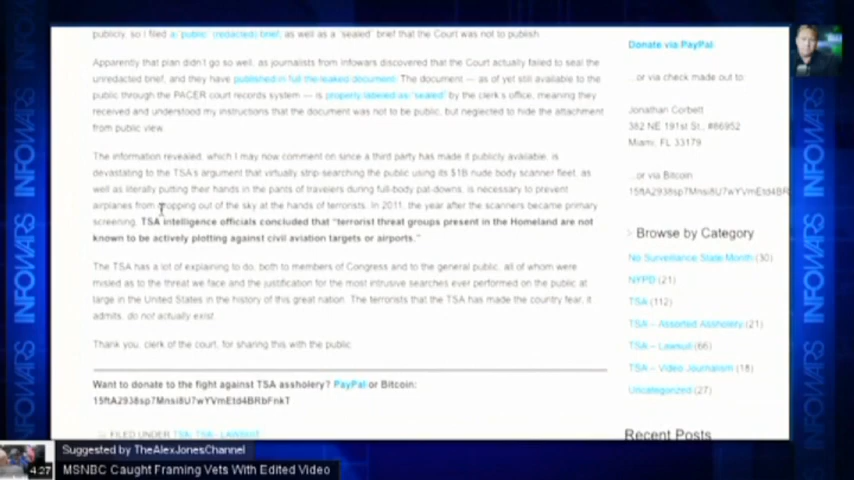 publicly, so I filed a "public" (redacted) brief, as well as a "sealed" brief that the Court was not to publish.
Apparently that plan didn't go so well, as journalists from Infowars discovered that the Court actually failed to seal the
unredacted brief, and they have published in full the leaked document. The document — as of yet still available to the
public through the PACER court records system — is properly labeled as "sealed" by the clerk's office, meaning they
received and understood my instructions that the document was not to be public, but neglected to hide the attachment
from public view.
The information revealed, which I may now comment on since a third party has made it publicly available, is
devastating to the TSA's argument that virtually strip-searching the public using its $1B nude body scanner fleet, as
well as literally putting their hands in the pants of travelers during full-body pat-downs, is necessary to prevent
airplanes from dropping out of the sky at the hands of terrorists. In 2011, the year after the scanners became primary
screening, TSA intelligence officials concluded that "terrorist threat groups present in the Homeland are not
known to be actively plotting against civil aviation targets or airports."
The TSA has a lot of explaining to do, both to members of Congress and to the general public, all of whom were
misled as to the threat we face and the justification for the most intrusive searches ever performed on the public at
large in the United States in the history of this great nation. The terrorists that the TSA has made the country fear, it
admits, do not actually exist.
Thank you, clerk of the court, for sharing this with the public
Want to donate to the fight against TSA assholery? PayPal or Bitcoin:
15ftA2938sp7Mnsi8U7wYVmEtd4BRbFnkT
FILED UNDER TSA, TSA - LAWSUIT
Donate via PayPal:
...or via check made out to:
Jonathan Corbett
382 NE 191st St., #86952
Miami, FL 33179
...or via Bitcoin
15ftA2938sp7Mnsi8U7wYVmEtd4BR
Browse by Category
No Surveillance State Month (30)
NYPD (21)
TSA (112)
TSA – Assorted Assholery (21)
TSA – Lawsuit (66)
TSA – Video Journalism (18)
Uncategorized (27)
Recent Posts
INFOWARS
INFOWARS
INFOWARS
INFOWARS
4:27
Suggested by TheAlexJonesChannel
MSNBC Caught Framing Vets With Edited Video